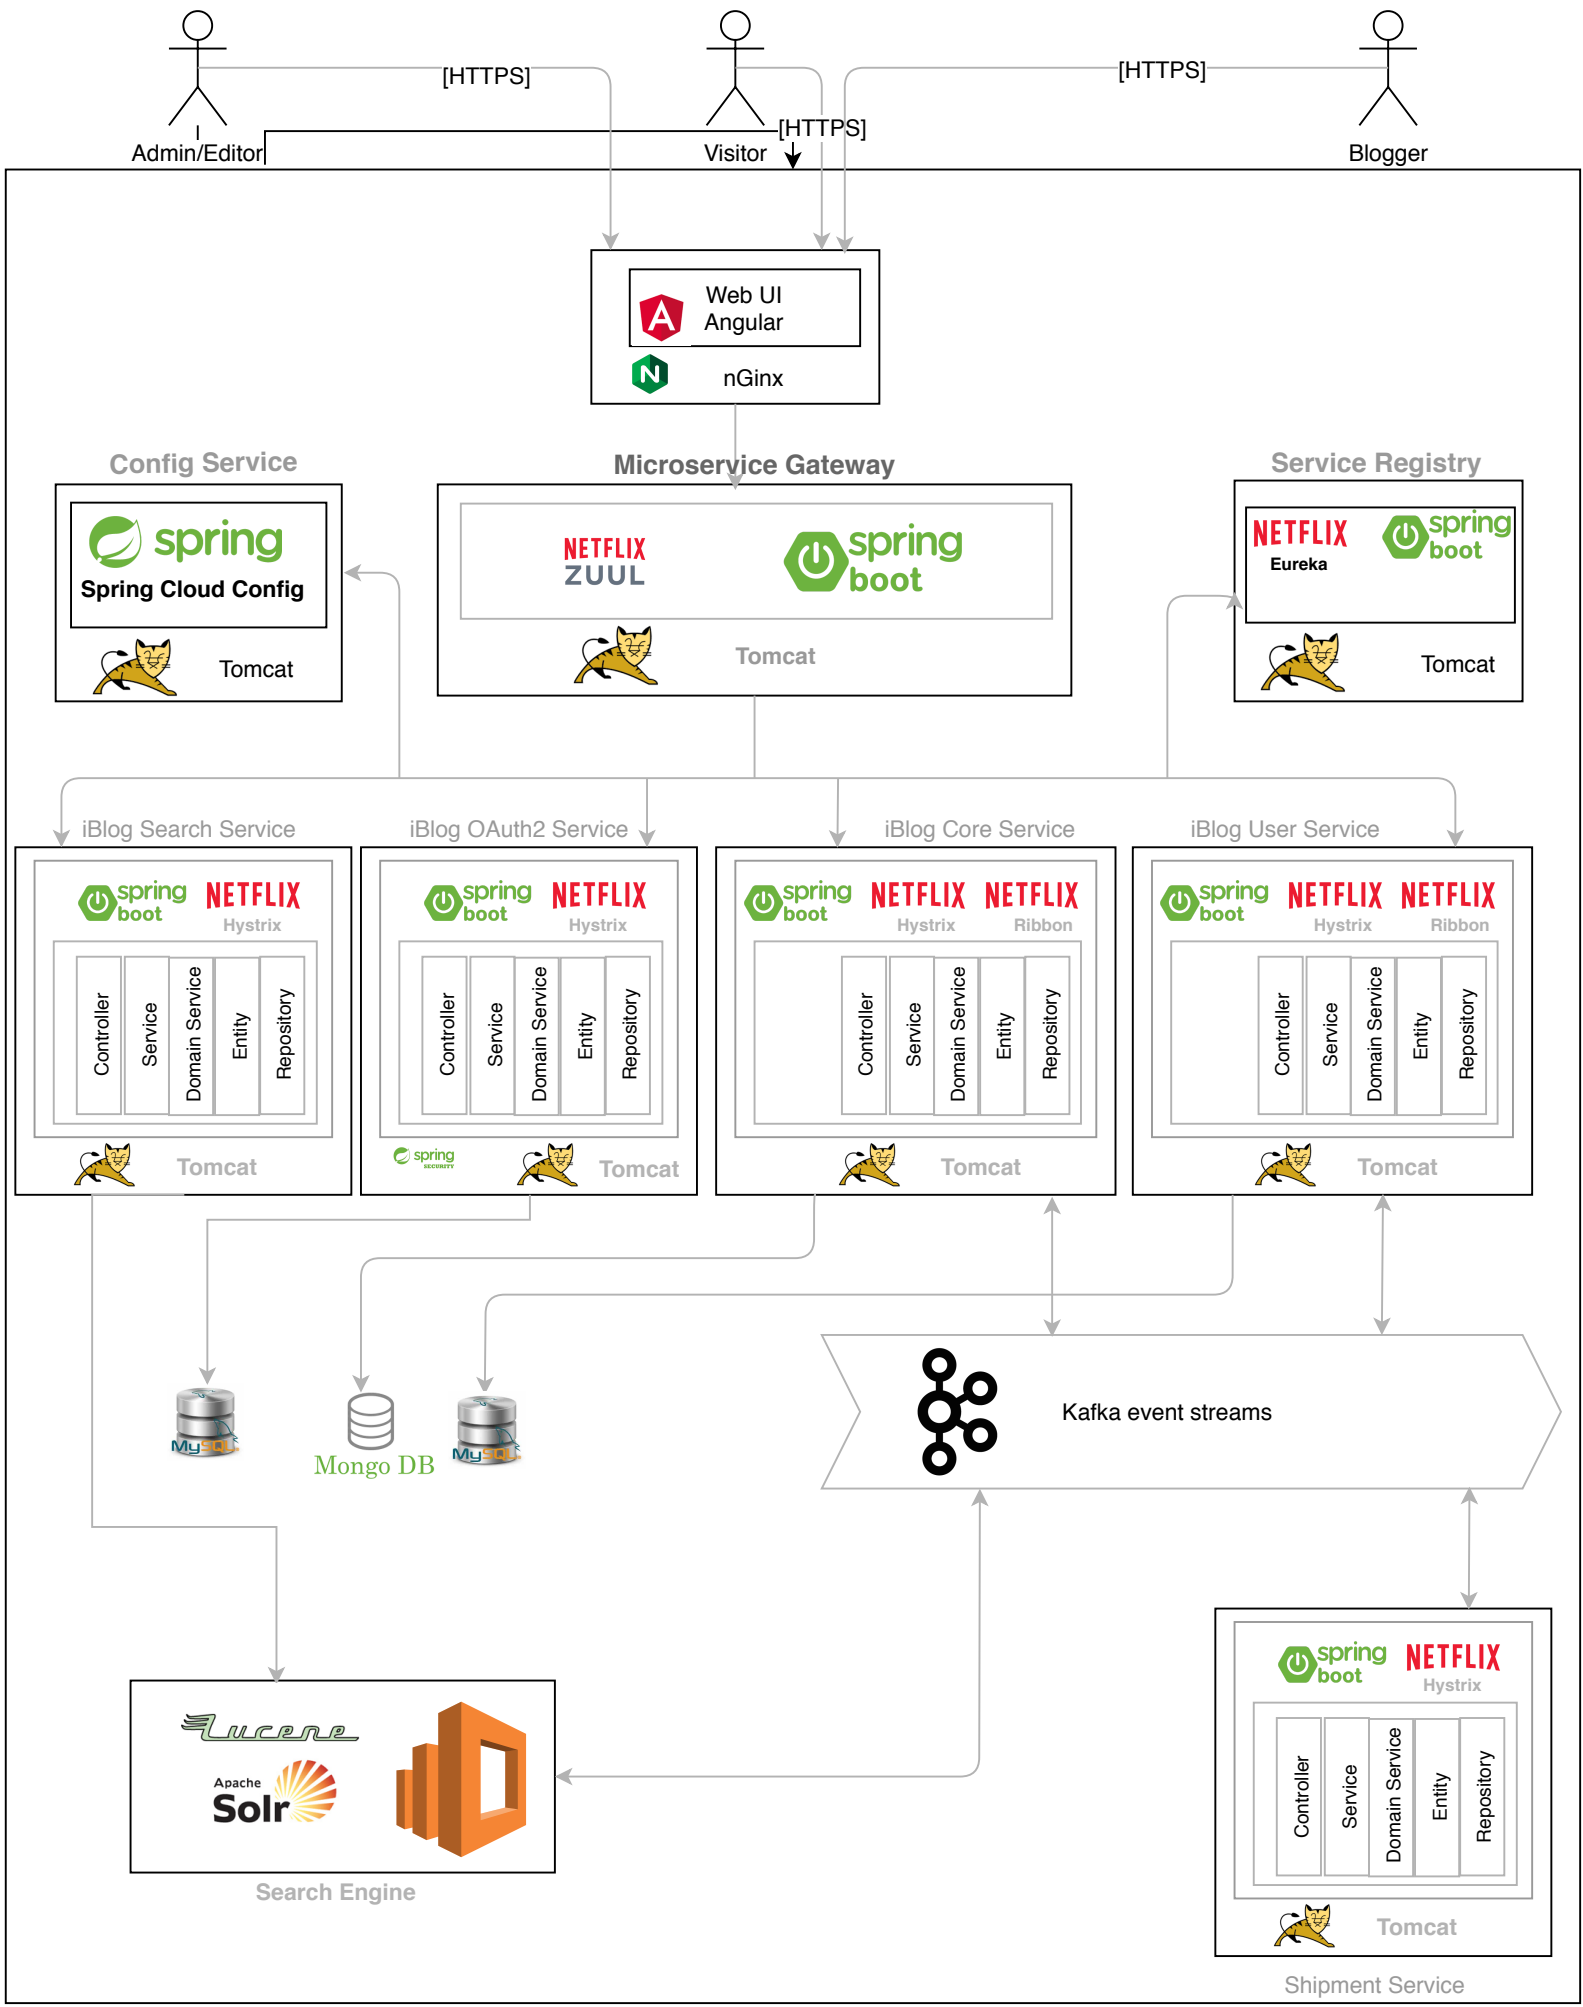 [HTTPS]
[HTTPS]
[HTTPS]
Admin/Editor
Visitor
Blogger
Web UI
Angular
nGinx
Config Service
Microservice Gateway
Service Registry
spring
Spring Cloud Config
Tomcat
NETFLIX
ZUUL
spring
boot
Tomcat
NETFLIX
Eureka
spring
boot
Tomcat
iBlog Search Service
iBlog OAuth2 Service
iBlog Core Service
iBlog User Service
spring
boot
NETFLIX
Hystrix
Controller
Service
Domain Service
Entity
Repository
Tomcat
spring
boot
NETFLIX
Hystrix
Controller
Service
Domain Service
Entity
Repository
spring
SECURITY
Tomcat
spring
boot
NETFLIX
Hystrix
NETFLIX
Ribbon
Controller
Service
Domain Service
Entity
Repository
Tomcat
spring
boot
NETFLIX
Hystrix
NETFLIX
Ribbon
Controller
Service
Domain Service
Entity
Repository
Tomcat
MySQL
Mongo DB
MySQL
Kafka event streams
Lucene
Apache
Solr
Search Engine
spring
boot
NETFLIX
Hystrix
Controller
Service
Domain Service
Entity
Repository
Tomcat
Shipment Service